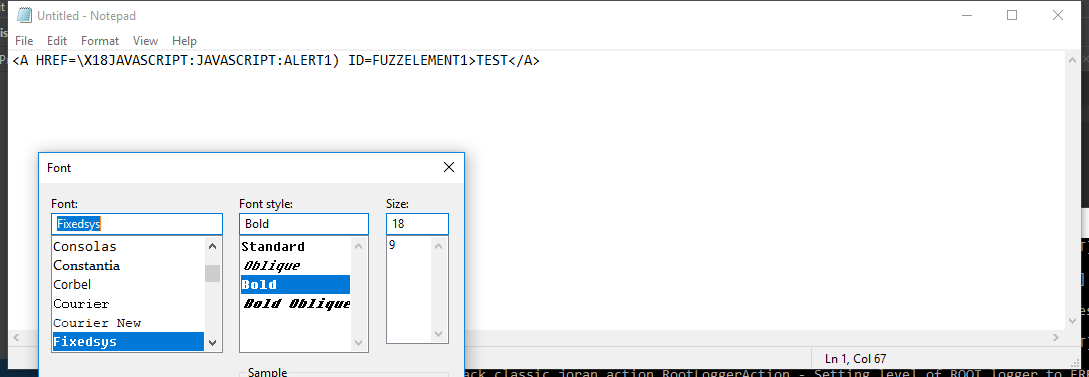 Untitled - Notepad
File Edit Format View Help
<A HREF=\X18JAVASCRIPT:JAVASCRIPT:ALERT1) ID=FUZZELEMENT1>TEST</A>
Font
Font: Font style: Size:
Fixedsys Bold 18
Consolas Standard 9
Constantia Oblique
Corbel Bold
Courier Bold Oblique
Courier New
Fixedsys
Ln 1, Col 67
Sample
classic.joran.action.RootLoggerAction - Setting level of ROOT logger to